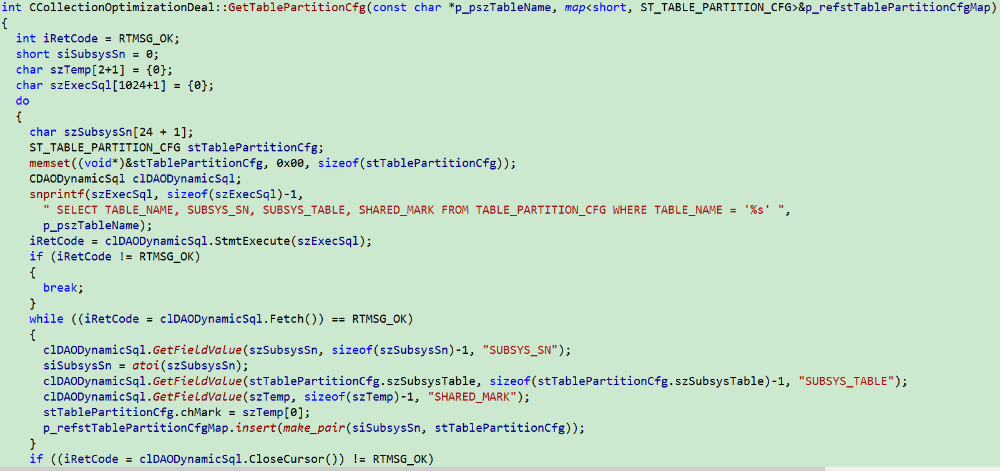 int CCollectionOptimizationDeal::GetTablePartitionCfg(const char *p_pszTableName, map<short, ST_TABLE_PARTITION_CFG>&p_refstTablePartitionCfgMap)
{
  int iRetCode = RTMSG_OK;
  short siSubsysSn = 0;
  char szTemp[2+1] = {0};
  char szExecSql[1024+1] = {0};
  do
  {
    char szSubsysSn[24 + 1];
    ST_TABLE_PARTITION_CFG stTablePartitionCfg;
    memset((void*)&stTablePartitionCfg, 0x00, sizeof(stTablePartitionCfg));
    CDAODynamicSql clDAODynamicSql;
    snprintf(szExecSql, sizeof(szExecSql)-1,
      " SELECT TABLE_NAME, SUBSYS_SN, SUBSYS_TABLE, SHARED_MARK FROM TABLE_PARTITION_CFG WHERE TABLE_NAME = '%s' ",
      p_pszTableName);
    iRetCode = clDAODynamicSql.StmtExecute(szExecSql);
    if (iRetCode != RTMSG_OK)
    {
      break;
    }
    while ((iRetCode = clDAODynamicSql.Fetch()) == RTMSG_OK)
    {
      clDAODynamicSql.GetFieldValue(szSubsysSn, sizeof(szSubsysSn)-1, "SUBSYS_SN");
      siSubsysSn = atoi(szSubsysSn);
      clDAODynamicSql.GetFieldValue(stTablePartitionCfg.szSubsysTable, sizeof(stTablePartitionCfg.szSubsysTable)-1, "SUBSYS_TABLE");
      clDAODynamicSql.GetFieldValue(szTemp, sizeof(szTemp)-1, "SHARED_MARK");
      stTablePartitionCfg.chMark = szTemp[0];
      p_refstTablePartitionCfgMap.insert(make_pair(siSubsysSn, stTablePartitionCfg));
    }
    if ((iRetCode = clDAODynamicSql.CloseCursor()) != RTMSG_OK)